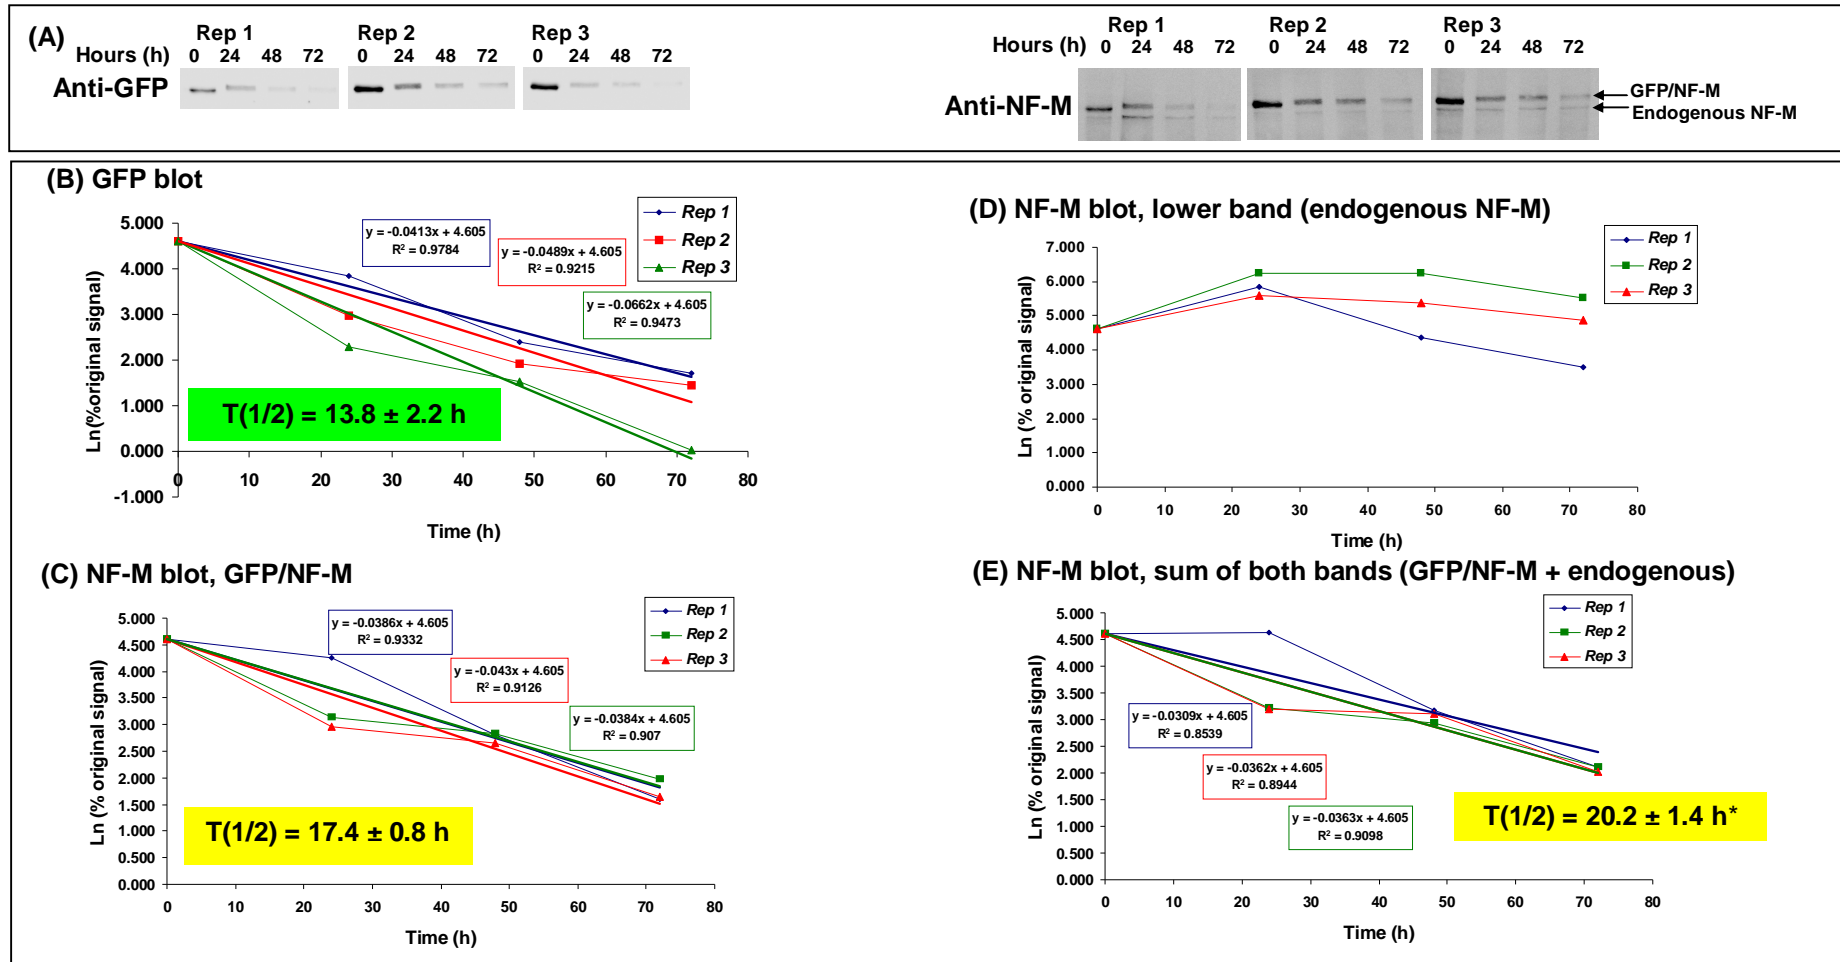 (A)
Rep 1 Rep 2 Rep 3
Hours (h) 0 24 48 72 0 24 48 72 0 24 48 72
Anti-GFP
Rep 1 Rep 2 Rep 3
Hours (h) 0 24 48 72 0 24 48 72 0 24 48 72
Anti-NF-M
GFP/NF-M
Endogenous NF-M
(B) GFP blot
Ln(%original signal)
5.000
4.000
3.000
2.000
1.000
0.000
-1.000
0 10 20 30 40 50 60 70 80
Time (h)
y = -0.0413x + 4.605
R² = 0.9784
y = -0.0489x + 4.605
R² = 0.9215
y = -0.0662x + 4.605
R² = 0.9473
Rep 1
Rep 2
Rep 3
T(1/2) = 13.8 ± 2.2 h
(C) NF-M blot, GFP/NF-M
Ln (% original signal)
5.000
4.500
4.000
3.500
3.000
2.500
2.000
1.500
1.000
0.500
0.000
0 10 20 30 40 50 60 70 80
Time (h)
y = -0.0386x + 4.605
R² = 0.9332
y = -0.043x + 4.605
R² = 0.9126
y = -0.0384x + 4.605
R² = 0.907
Rep 1
Rep 2
Rep 3
T(1/2) = 17.4 ± 0.8 h
(D) NF-M blot, lower band (endogenous NF-M)
Ln (% original signal)
7.000
6.000
5.000
4.000
3.000
2.000
1.000
0.000
0 10 20 30 40 50 60 70 80
Time (h)
Rep 1
Rep 2
Rep 3
(E) NF-M blot, sum of both bands (GFP/NF-M + endogenous)
Ln (% original signal)
5.000
4.500
4.000
3.500
3.000
2.500
2.000
1.500
1.000
0.500
0.000
0 10 20 30 40 50 60 70 80
Time (h)
Rep 1
Rep 2
Rep 3
y = -0.0309x + 4.605
R² = 0.8539
y = -0.0362x + 4.605
R² = 0.8944
y = -0.0363x + 4.605
R² = 0.9098
T(1/2) = 20.2 ± 1.4 h*